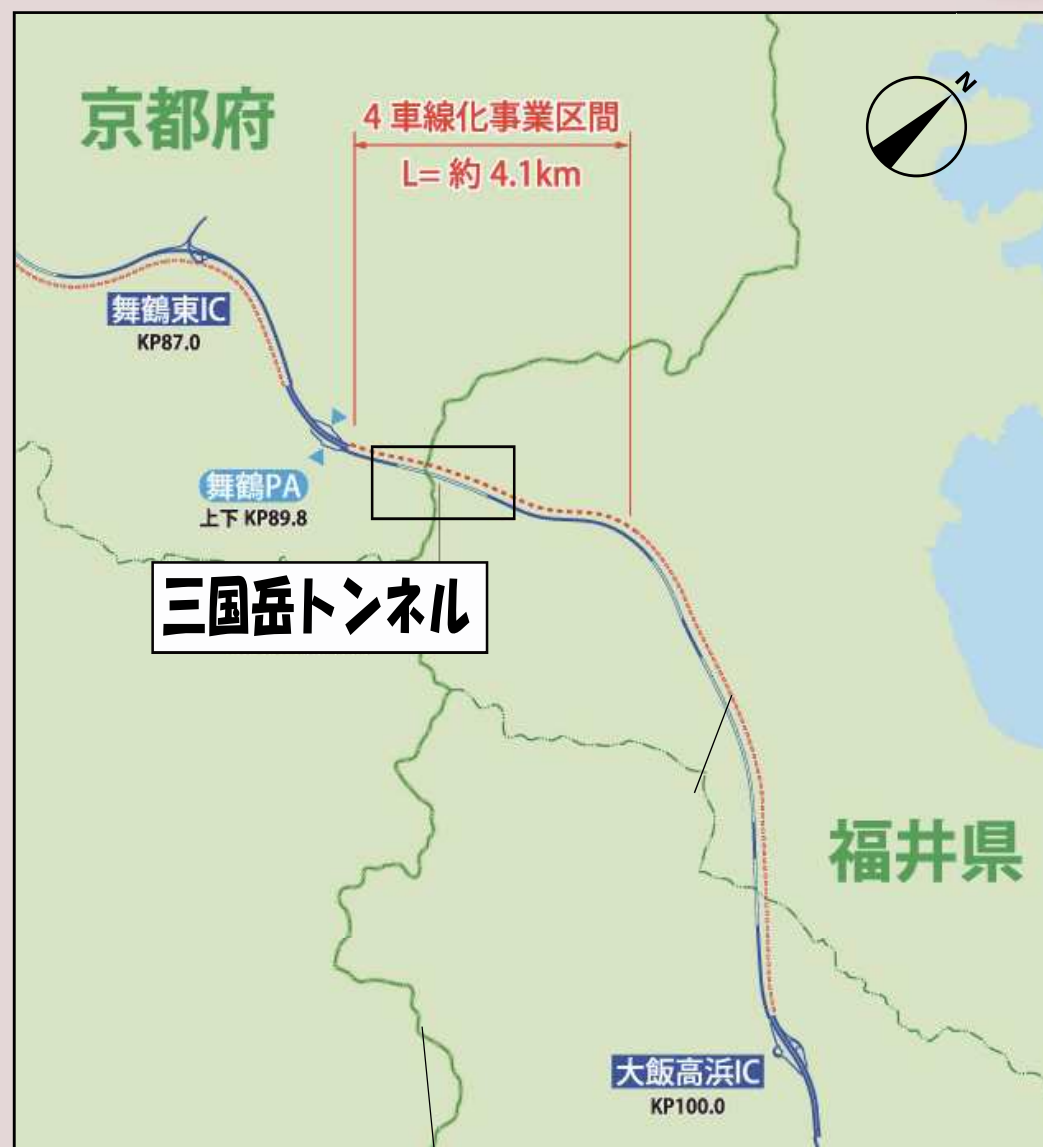 京都府
4 車線化事業区間
L= 約 4.1km
N
舞鶴東IC
KP87.0
舞鶴PA
上下 KP89.8
三国岳トンネル
福井県
大飯高浜IC
KP100.0